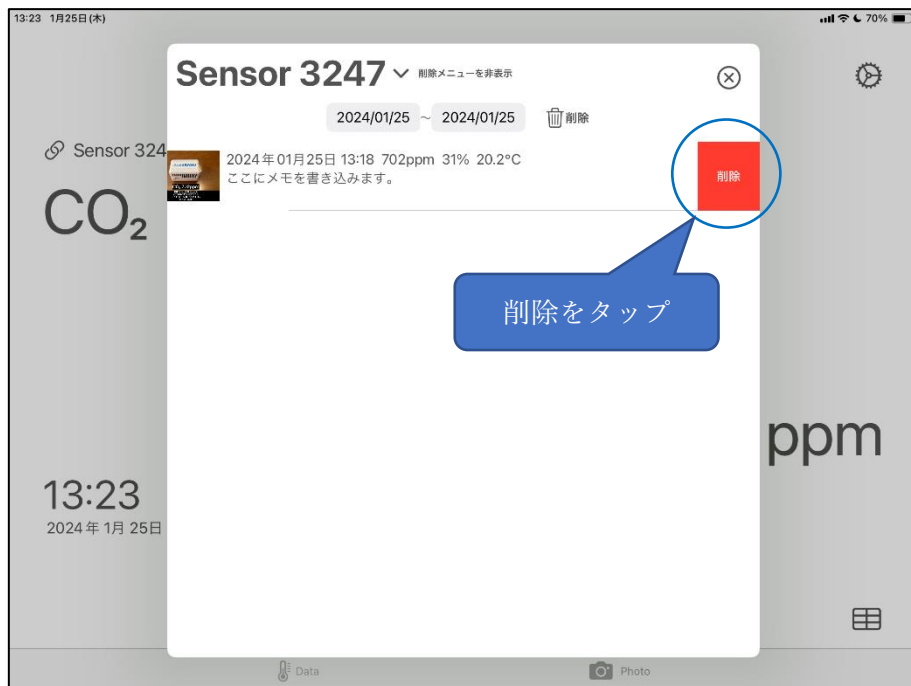 13:23 1月25日(木)
70%
Sensor 3247 削除メニューを非表示
2024/01/25 ~ 2024/01/25 削除
Sensor 324
2024年01月25日 13:18 702ppm 31% 20.2°C
ここにメモを書き込みます。
削除
CO₂
削除をタップ
ppm
13:23
2024年 1月 25日
Data
Photo